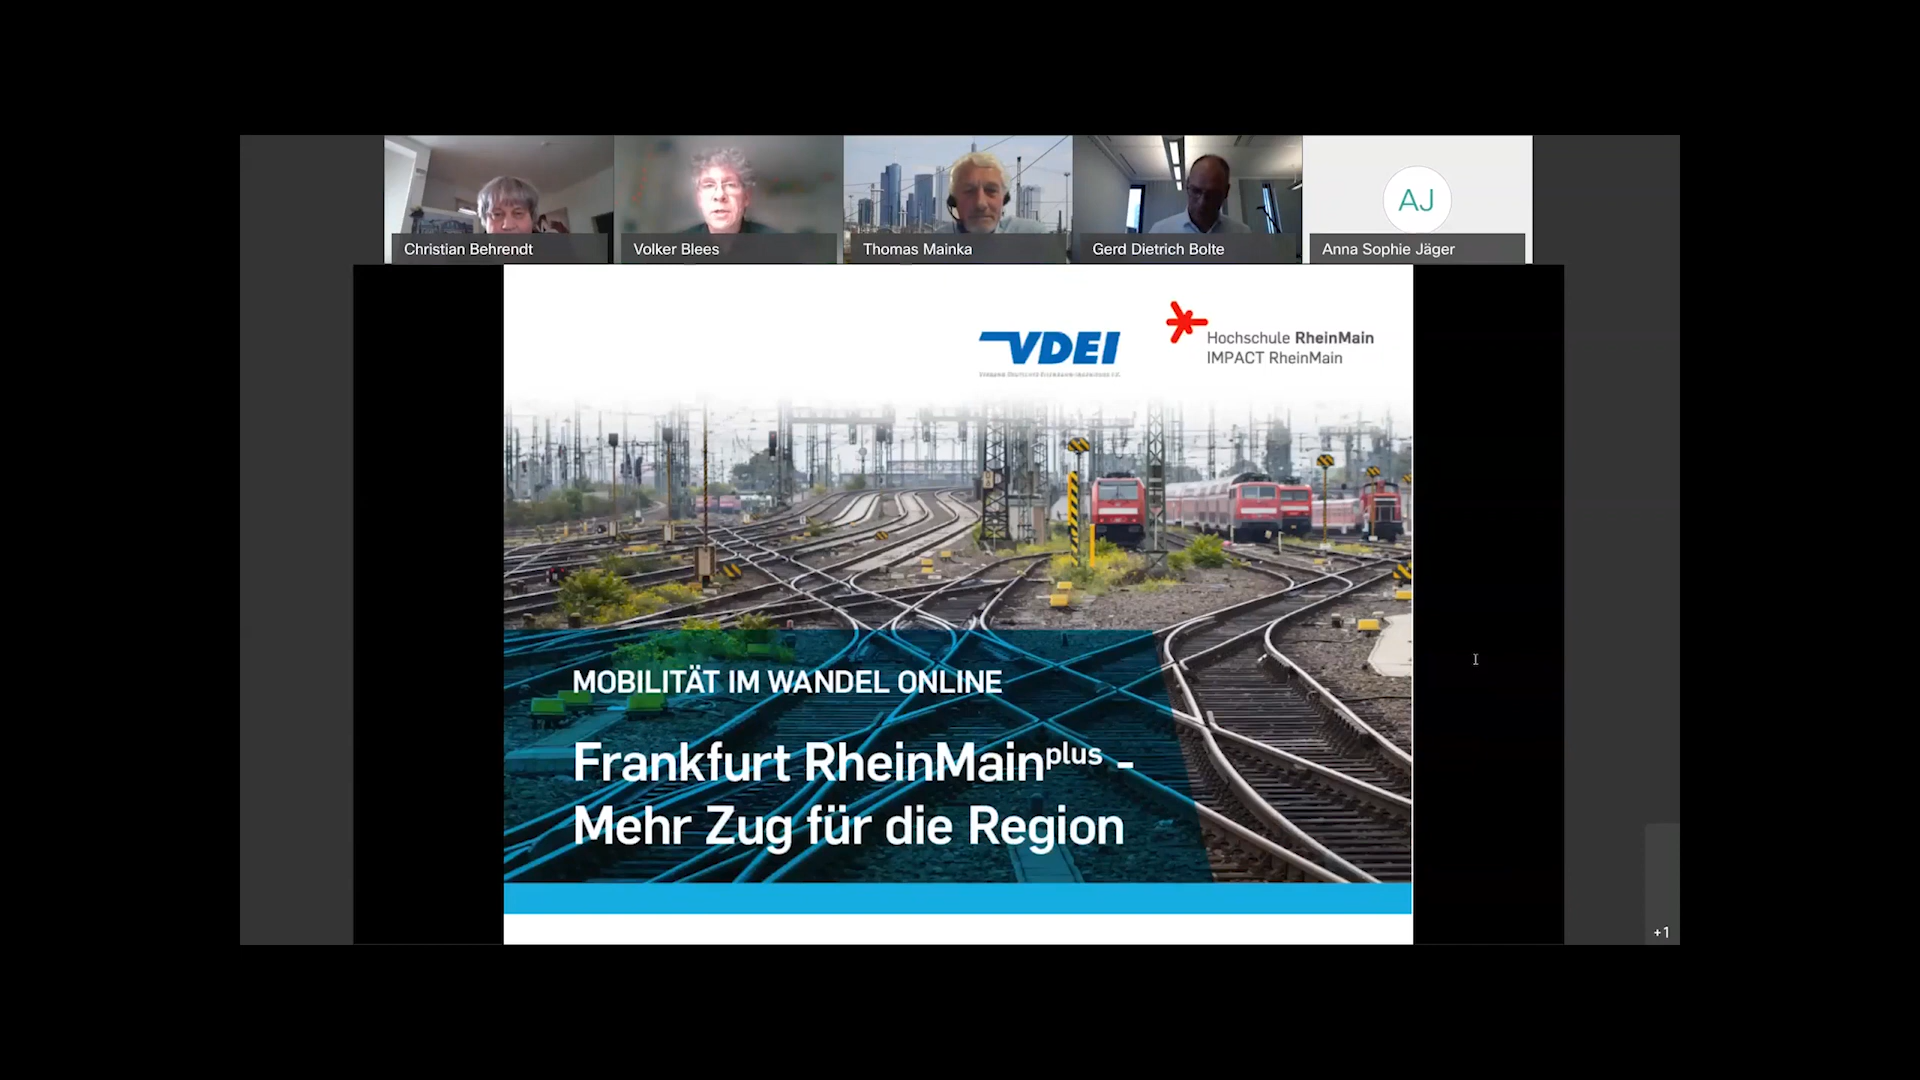 Christian Behrendt
Volker Blees
Thomas Mainka
Gerd Dietrich Bolte
AJ
Anna Sophie Jäger
VDEI
Hochschule RheinMain
IMPACT RheinMain
MOBILITÄT IM WANDEL ONLINE
Frankfurt RheinMainplus -
Mehr Zug für die Region
+1